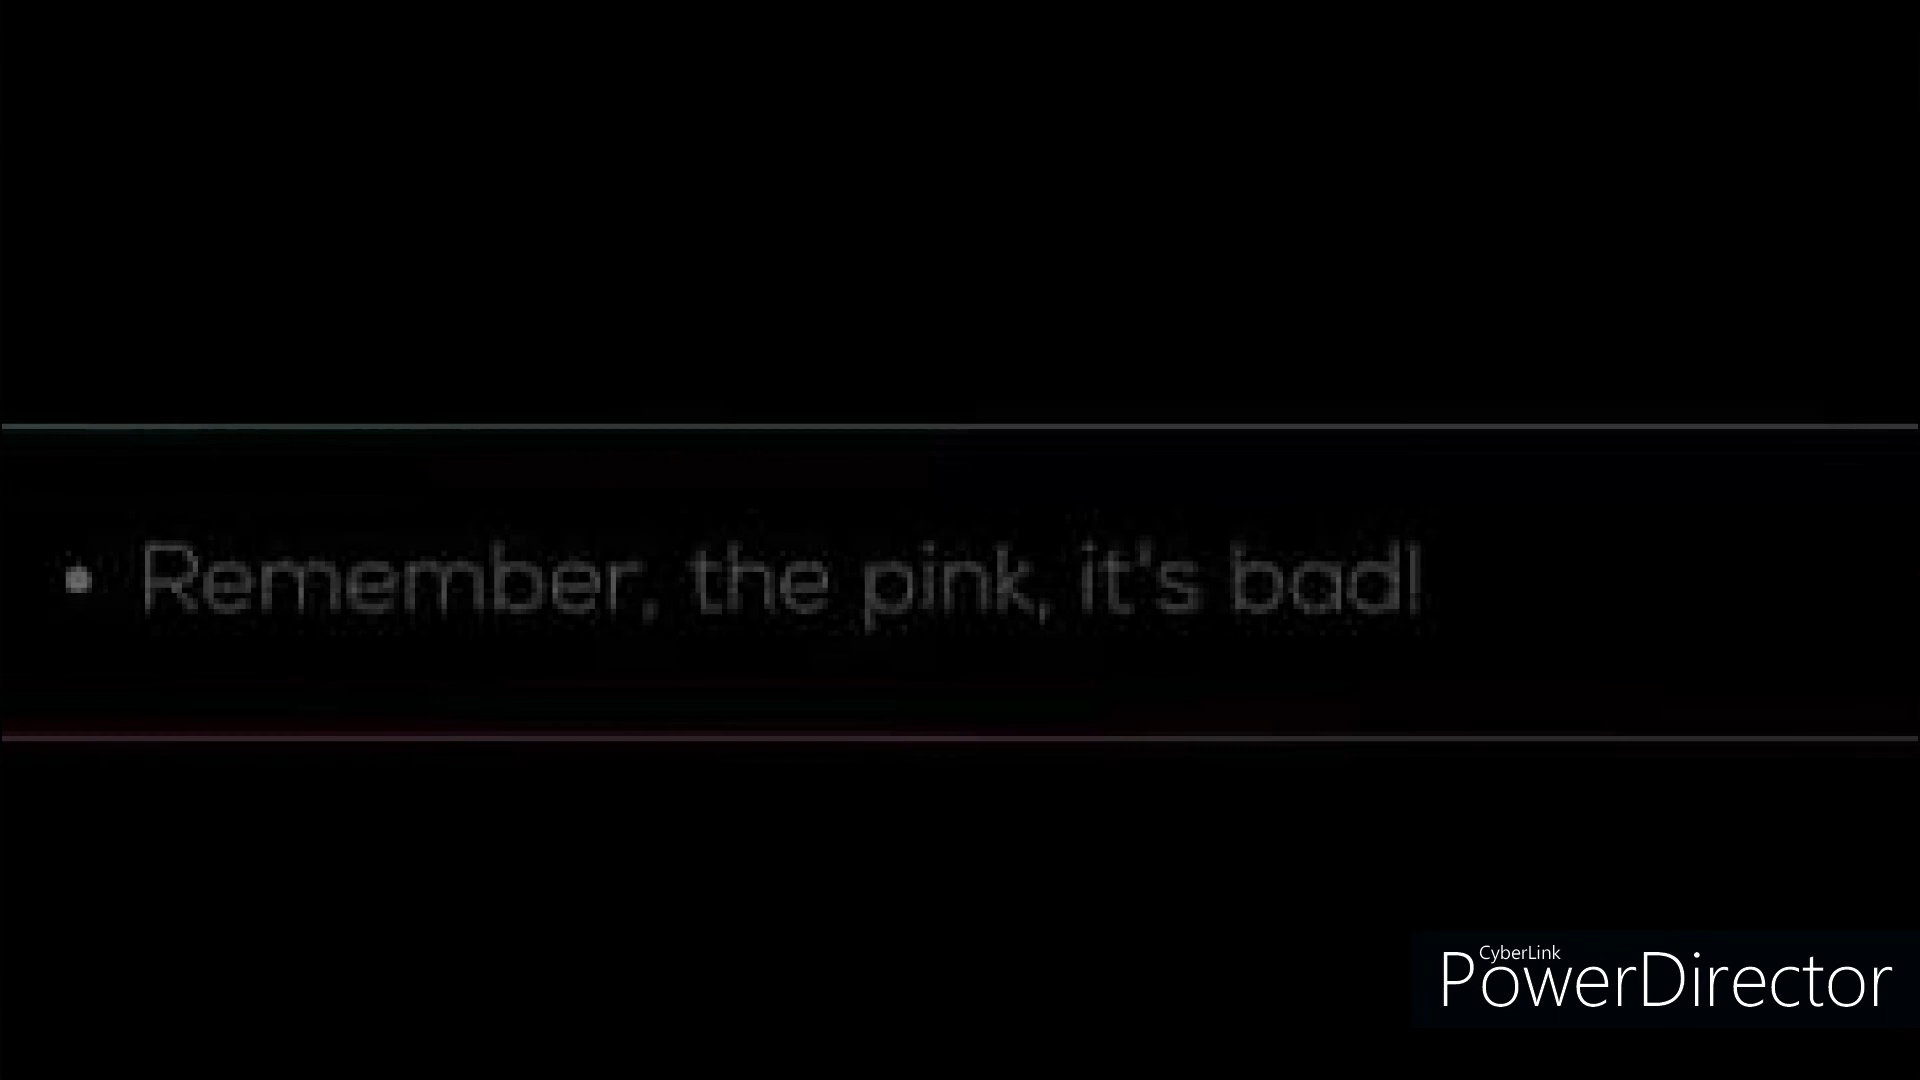 • Remember, the pink, it's bad!
CyberLink
PowerDirector